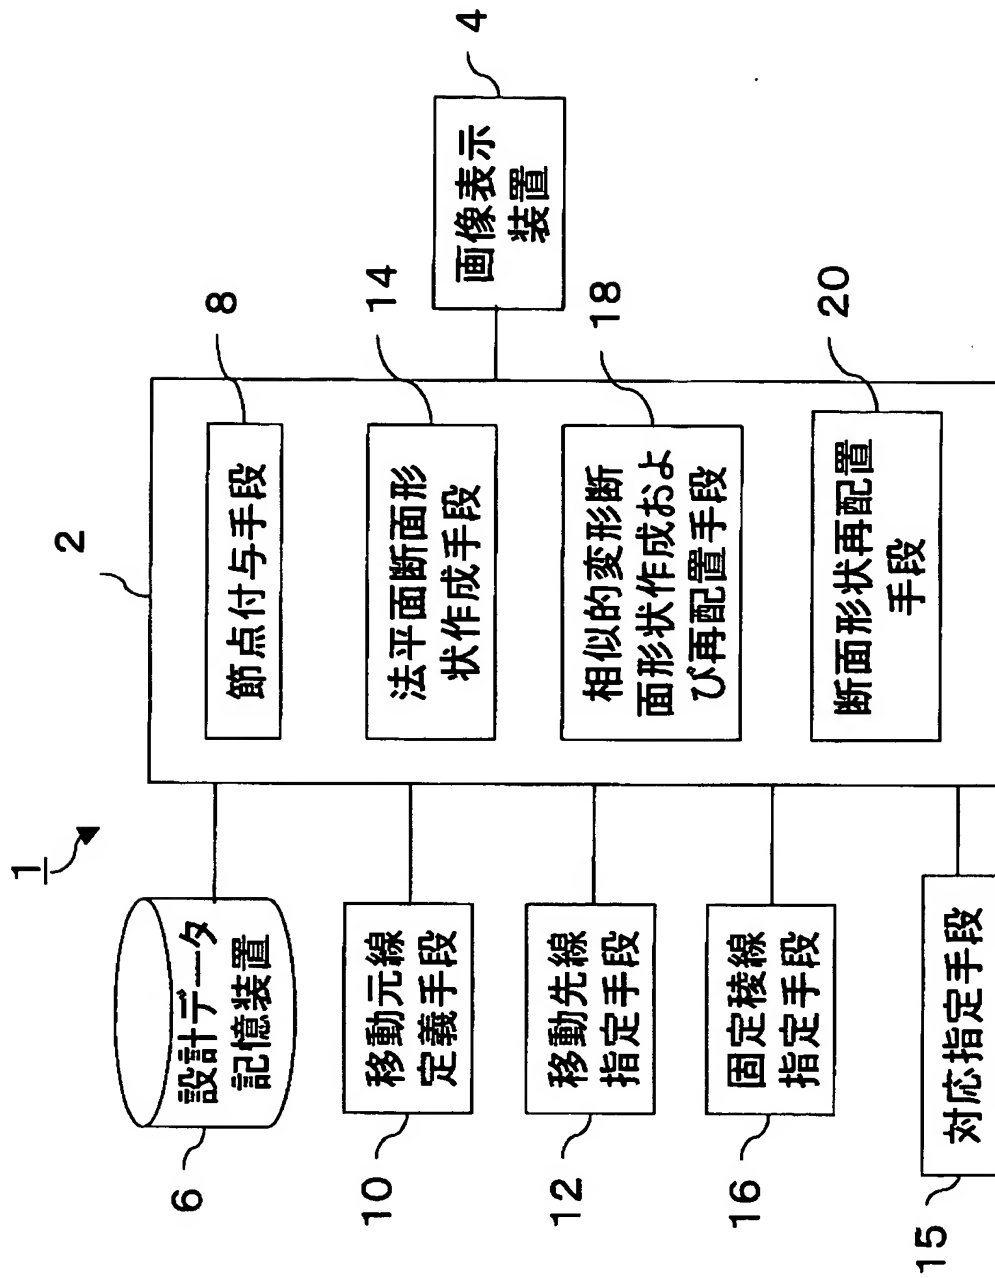 1
2
6
設計データ
記憶装置
節点付与手段
8
10
移動元線
定義手段
法平面断面形
状作成手段
14
画像表示
装置
4
12
移動先線
指定手段
相似的変形断
面形状作成およ
び再配置手段
18
16
固定稜線
指定手段
断面形状再配置
手段
20
15
対応指定手段